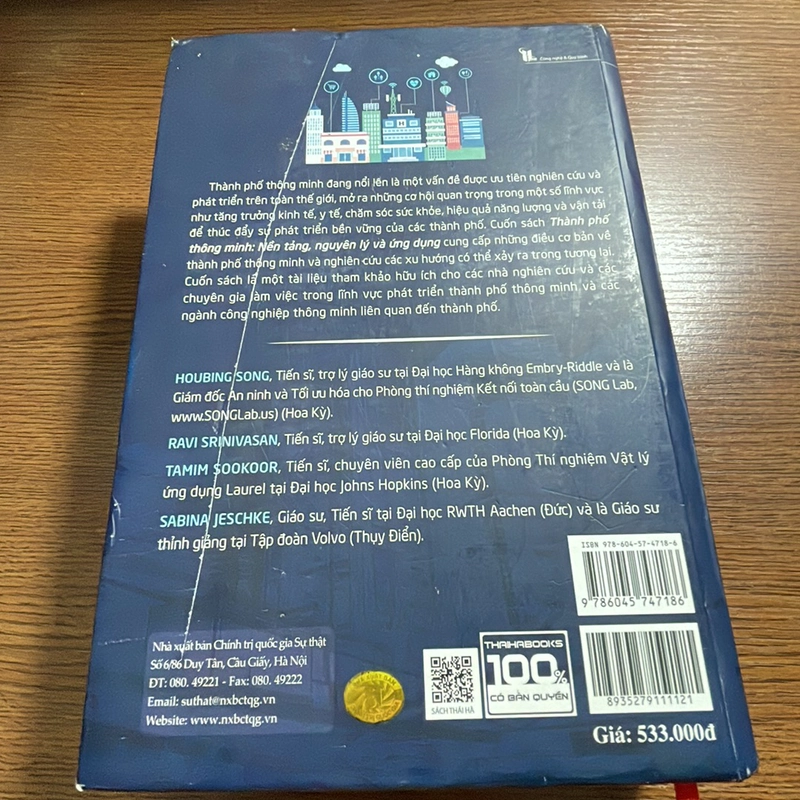 Công nghệ & Quy trình
Thành phố thông minh đang nổi lên là một vấn đề được ưu tiên nghiên cứu và
phát triển trên toàn thế giới, mở ra những cơ hội quan trọng trong một số lĩnh vực
như tăng trưởng kinh tế, y tế, chăm sóc sức khỏe, hiệu quả năng lượng và vận tải
để thúc đẩy sự phát triển bền vững của các thành phố. Cuốn sách Thành phố
thông minh: Nền tảng, nguyên lý và ứng dụng cung cấp những điều cơ bản về
thành phố thông minh và nghiên cứu các xu hướng có thể xảy ra trong tương lai.
Cuốn sách là một tài liệu tham khảo hữu ích cho các nhà nghiên cứu và các
chuyên gia làm việc trong lĩnh vực phát triển thành phố thông minh và các
ngành công nghiệp thông minh liên quan đến thành phố.
HOUBING SONG, Tiến sĩ, trợ lý giáo sư tại Đại học Hàng không Embry-Riddle và là
Giám đốc An ninh và Tối ưu hóa cho Phòng thí nghiệm Kết nối toàn cầu (SONG Lab,
www.SONGLab.us) (Hoa Kỳ).
RAVI SRINIVASAN, Tiến sĩ, trợ lý giáo sư tại Đại học Florida (Hoa Kỳ).
TAMIM SOOKOOR, Tiến sĩ, chuyên viên cao cấp của Phòng Thí nghiệm Vật lý
ứng dụng Laurel tại Đại học Johns Hopkins (Hoa Kỳ).
SABINA JESCHKE, Giáo sư, Tiến sĩ tại Đại học RWTH Aachen (Đức) và là Giáo sư
thỉnh giảng tại Tập đoàn Volvo (Thụy Điển).
ISBN 978-604-57-4718-6
9 786045 747186
Nhà xuất bản Chính trị quốc gia Sự thật
Số 6/86 Duy Tân, Cầu Giấy, Hà Nội
ĐT: 080. 49221 - Fax: 080. 49222
Email: suthat@nxbctqg.vn
Website: www.nxbctqg.vn
SÁCH THÁI HÀ
THAIHABOOKS
100%
CÓ BẢN QUYỀN
8935279111121
Giá: 533.000đ